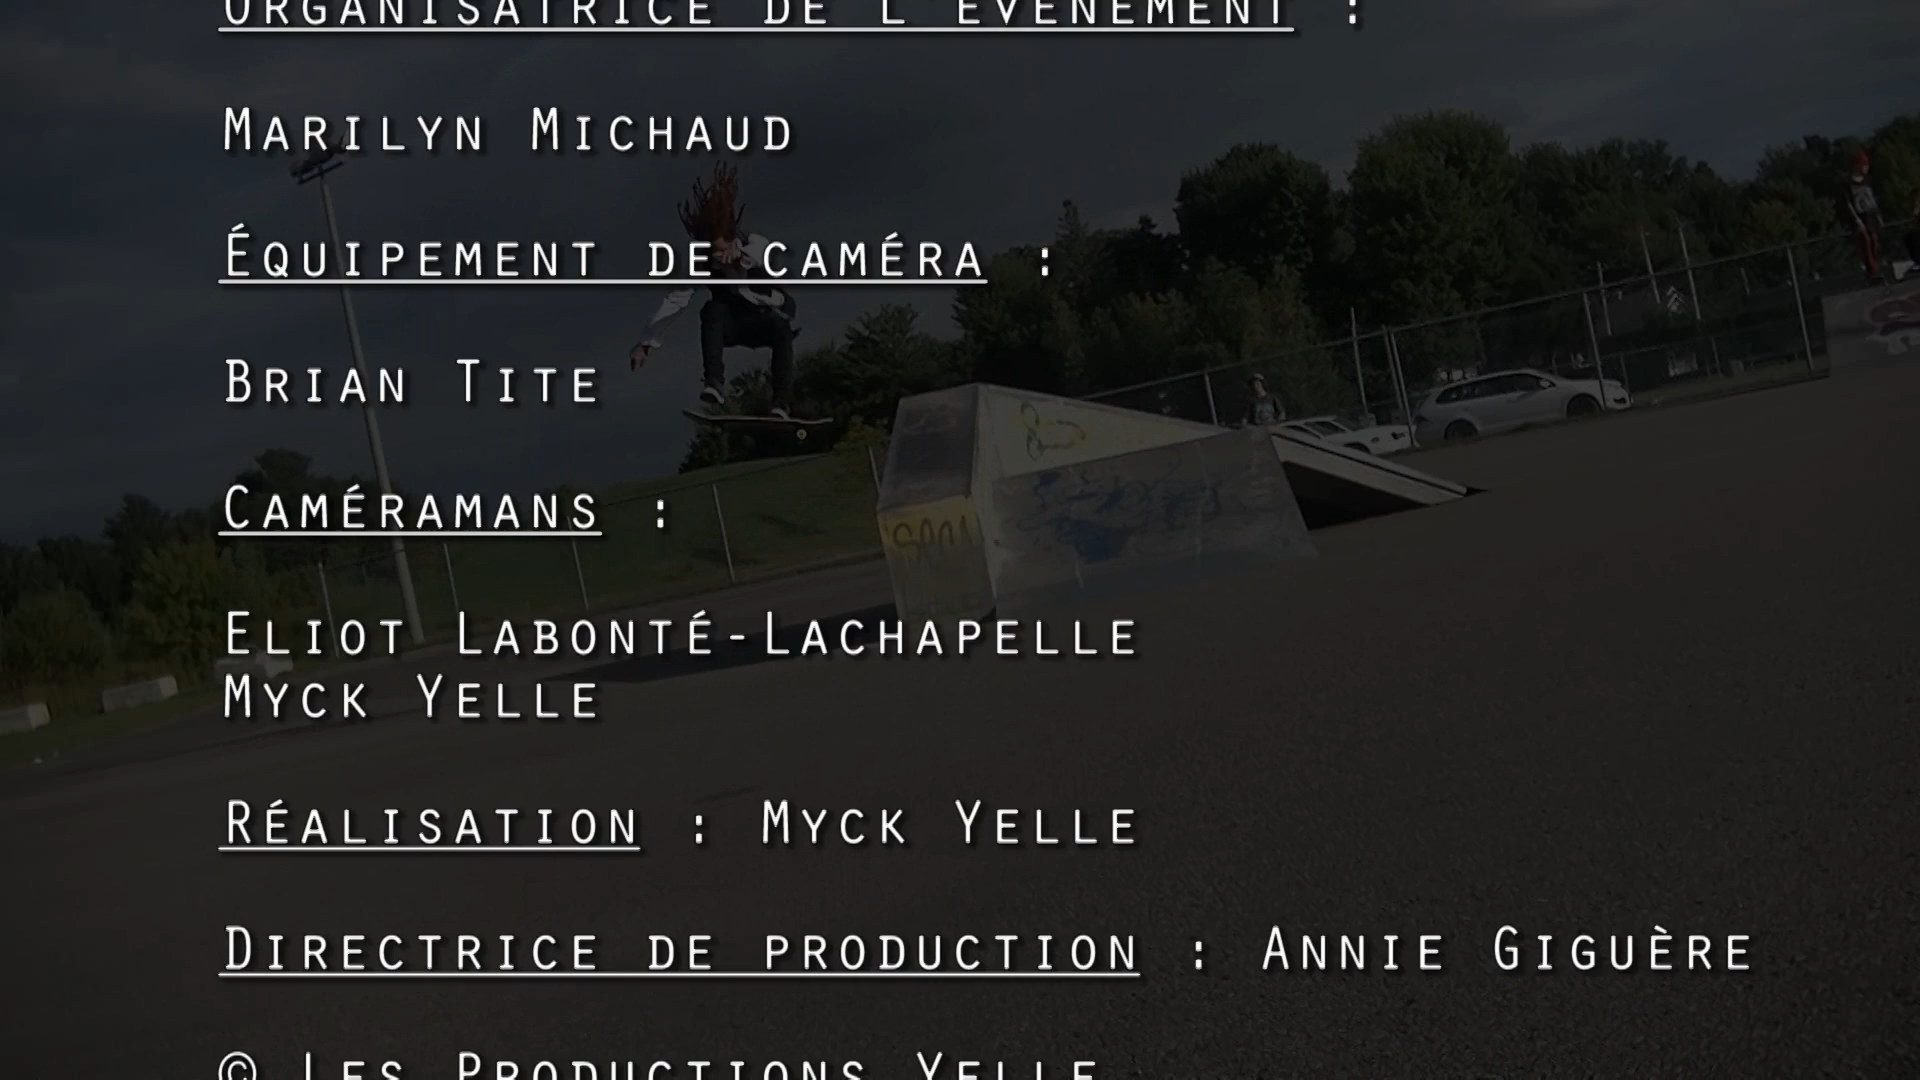 Organisatrice de l'événement :
Marilyn Michaud
Équipement de caméra :
Brian Tite
Caméramans :
Eliot Labonté-Lachapelle
Myck Yelle
Réalisation : Myck Yelle
Directrice de production : Annie Giguère
© Les Productions Yelle